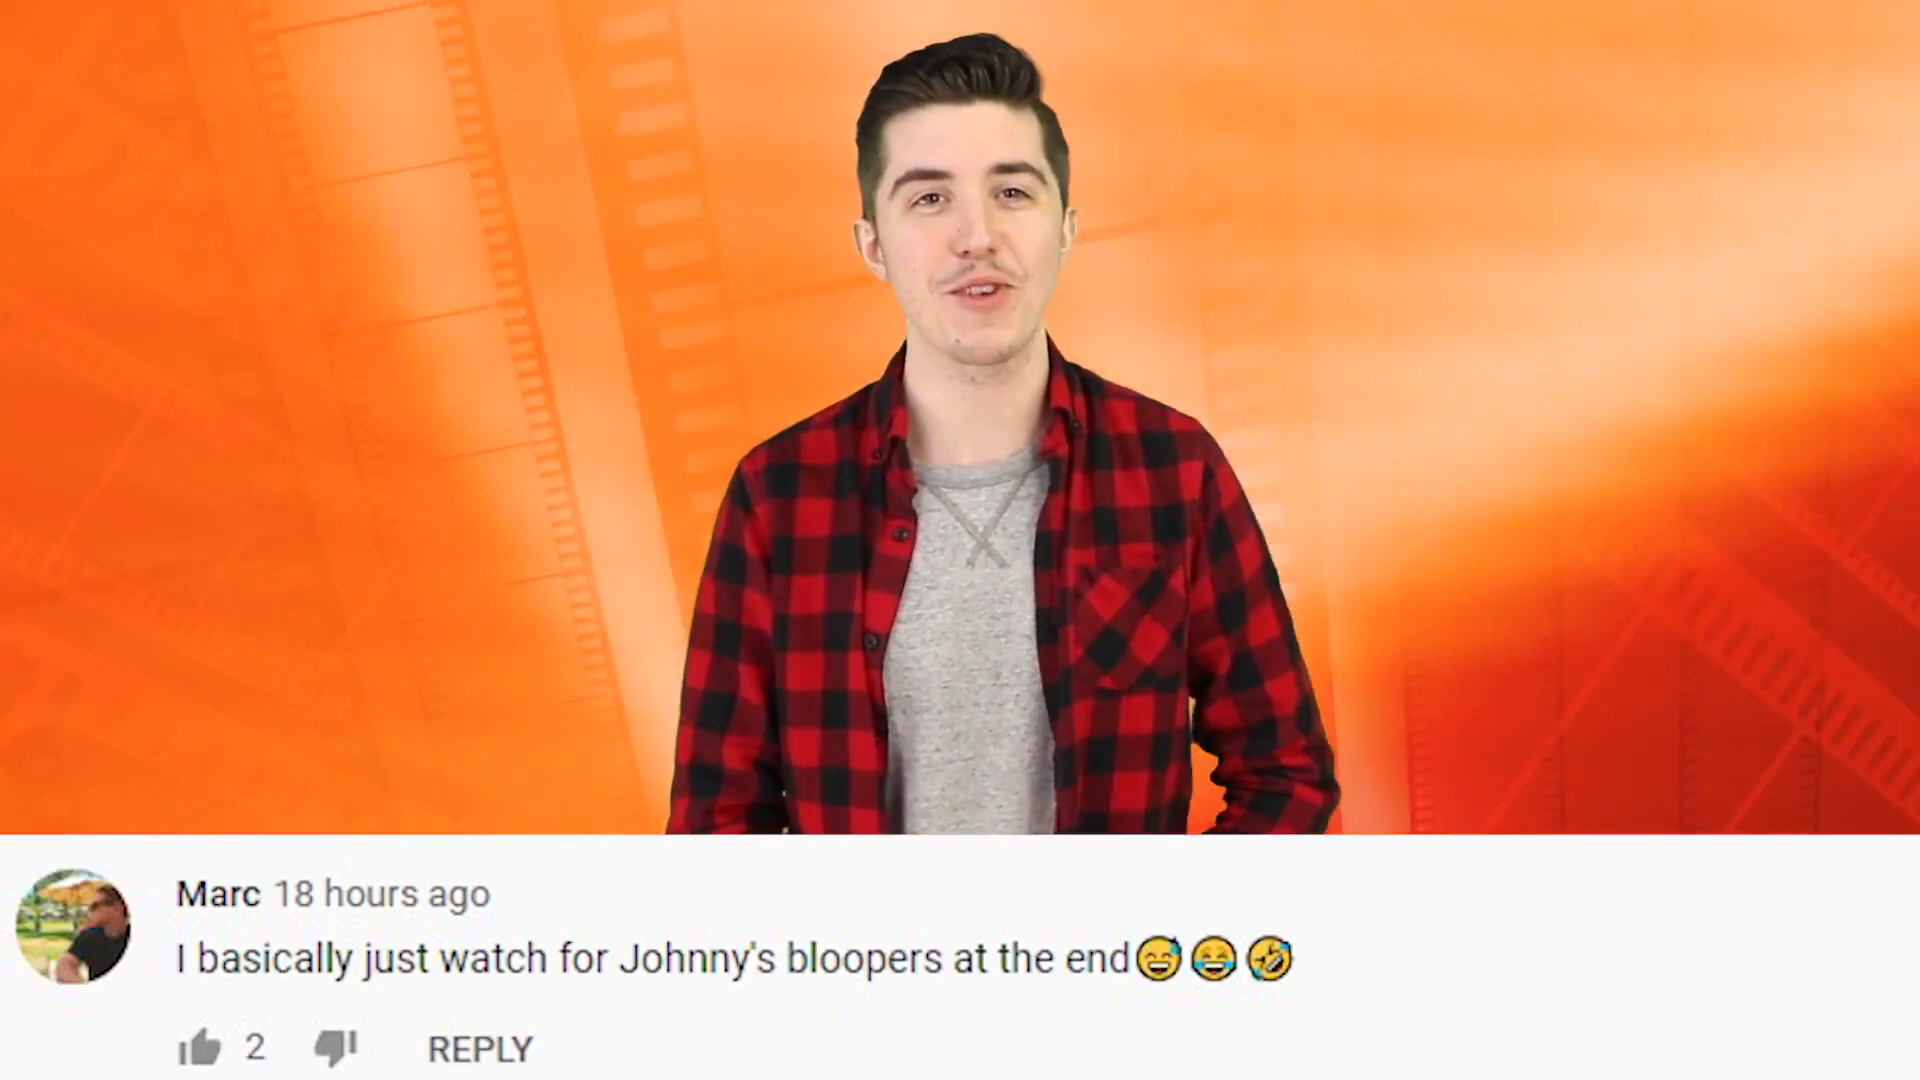 Marc 18 hours ago
I basically just watch for Johnny's bloopers at the end😅😂🤣
2
REPLY